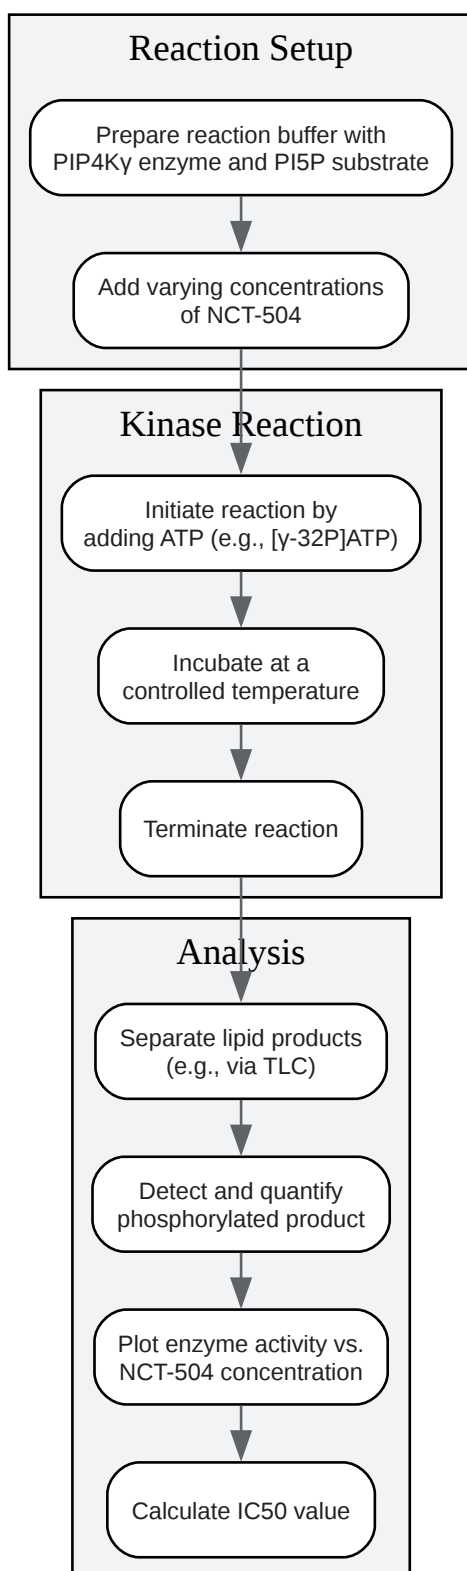 Reaction Setup
Prepare reaction buffer with
PIP4Kγ enzyme and PI5P substrate
Add varying concentrations
of NCT-504
Kinase Reaction
Initiate reaction by
adding ATP (e.g., [γ-32P]ATP)
Incubate at a
controlled temperature
Terminate reaction
Analysis
Separate lipid products
(e.g., via TLC)
Detect and quantify
phosphorylated product
Plot enzyme activity vs.
NCT-504 concentration
Calculate IC50 value